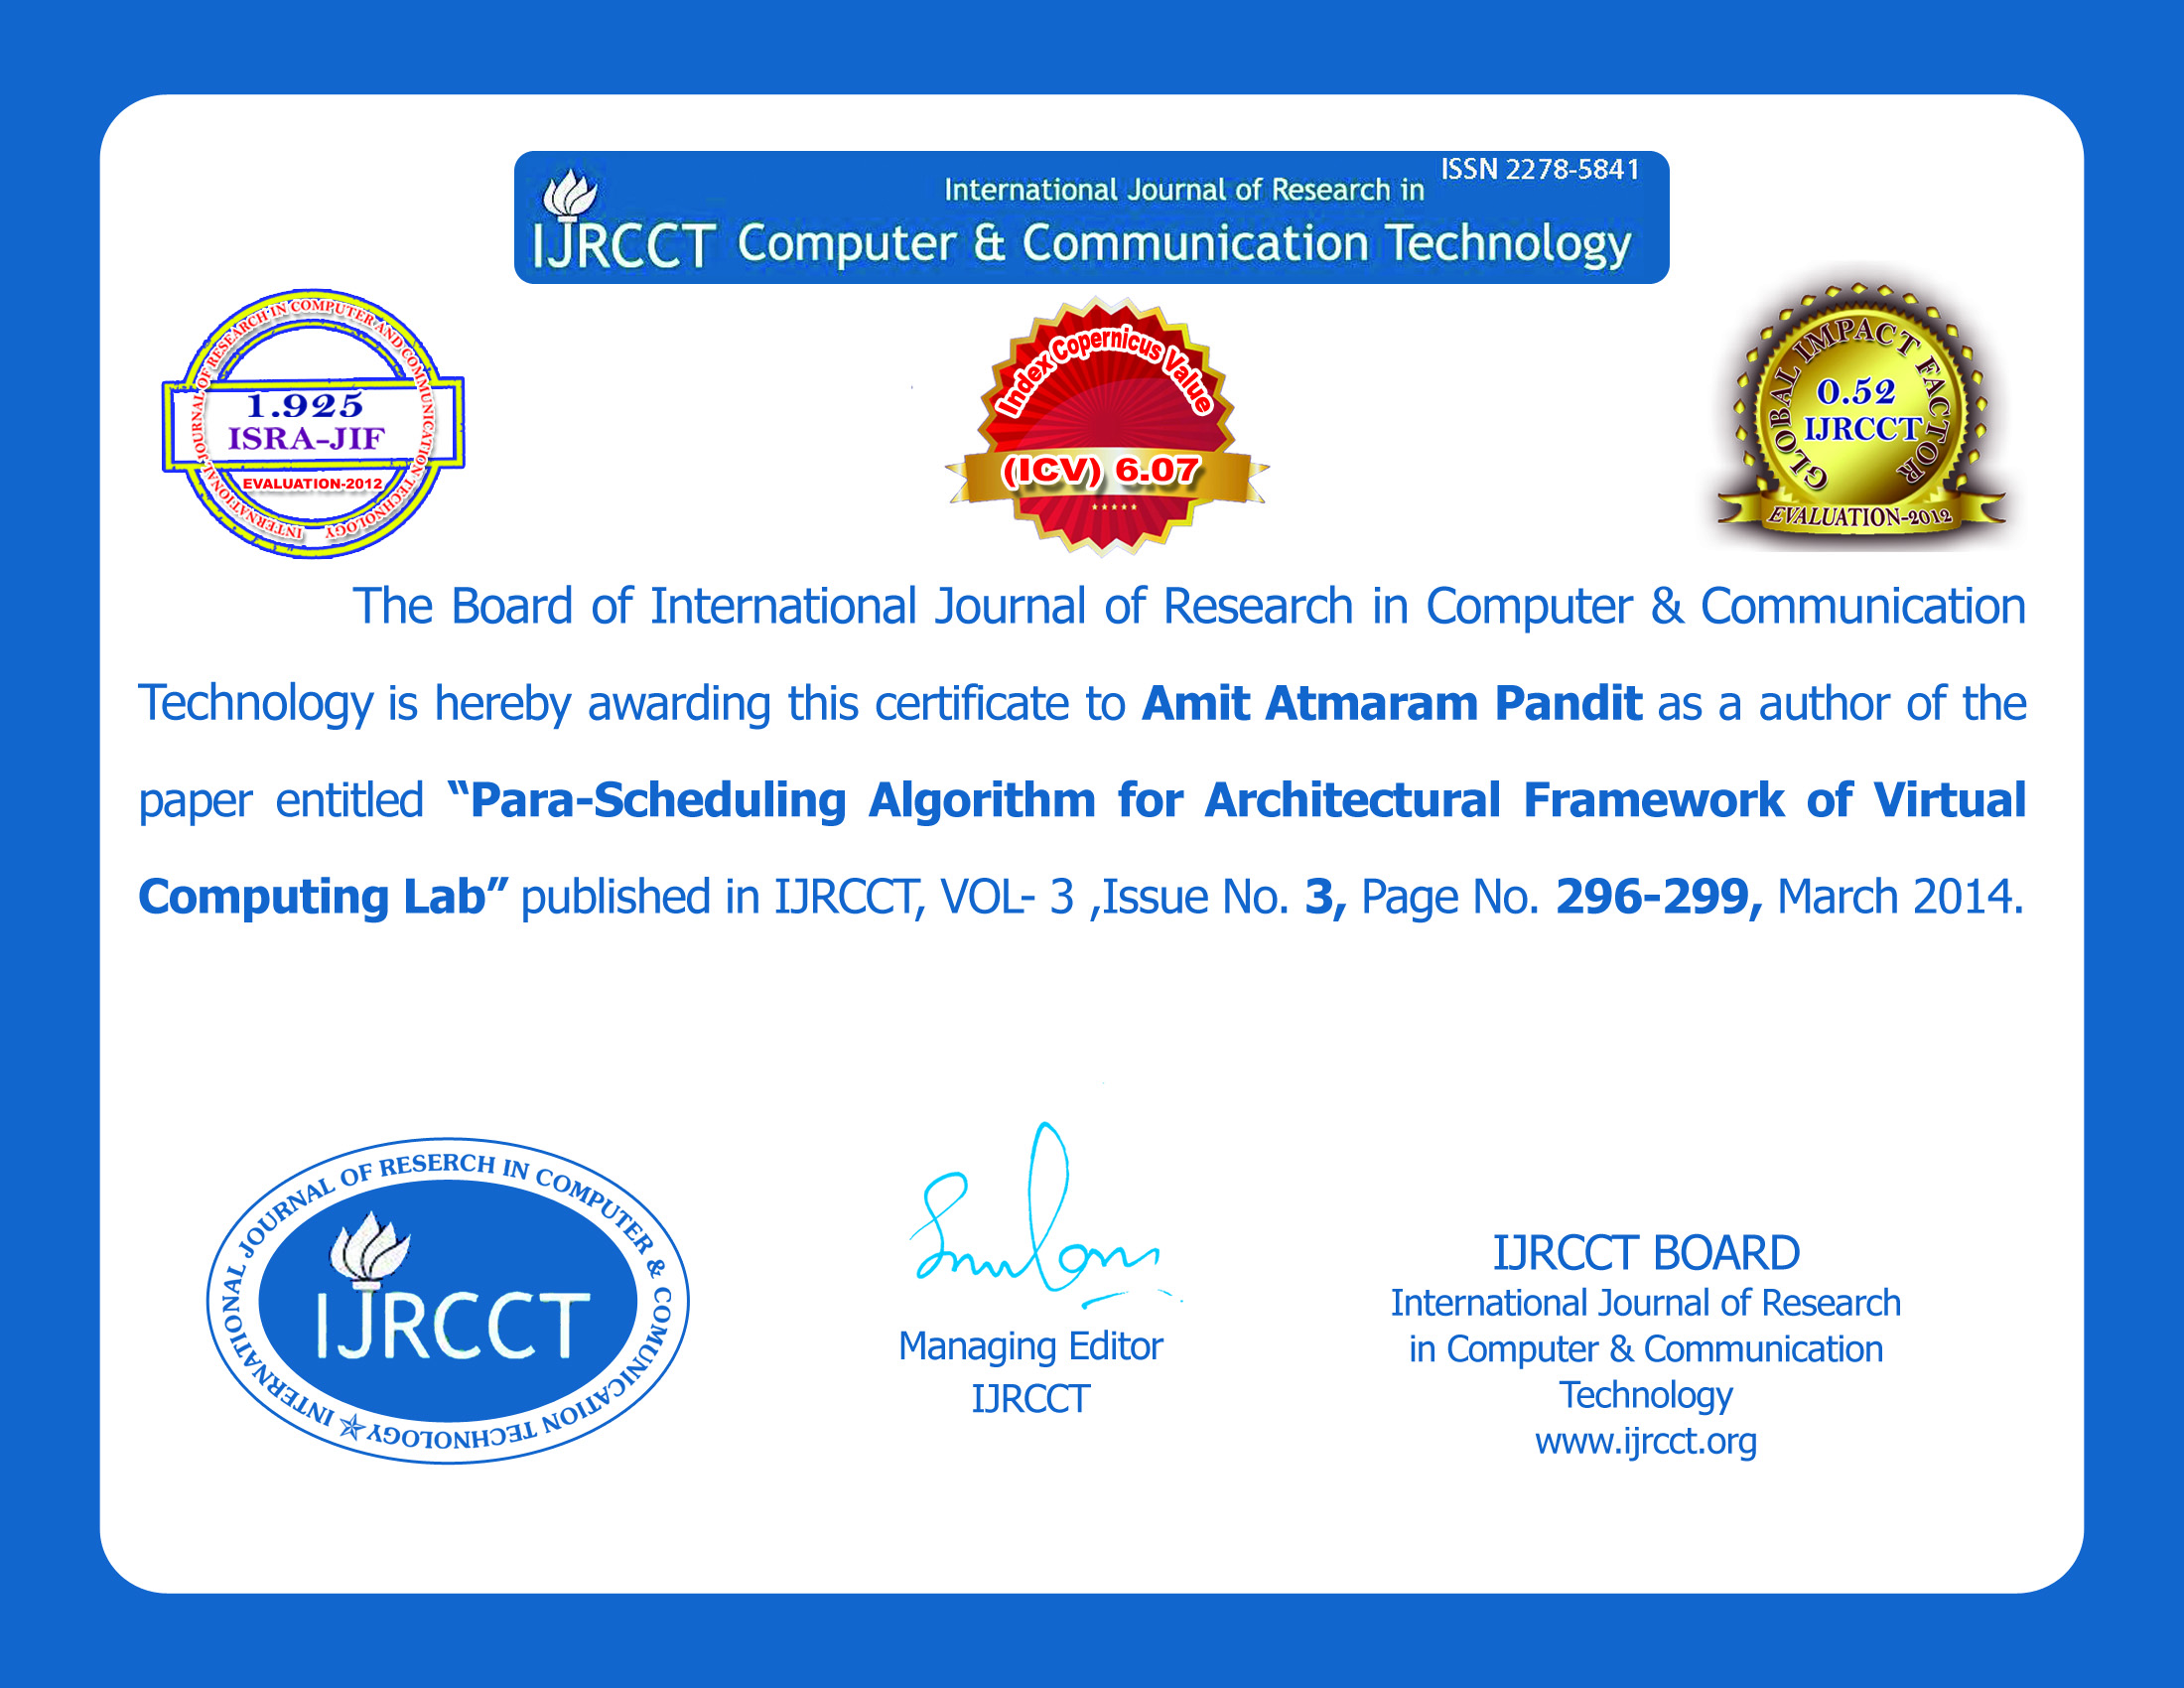 ISSN 2278-5841
International Journal of Research in
IJRCCT Computer & Communication Technology
INTERNATIONAL JOURNAL OF RESEARCH IN COMPUTER AND COMMUNICATION TECHNOLOGY
1.925
ISRA-JIF
EVALUATION-2012
Index Copernicus Value
(ICV) 6.07
GLOBAL IMPACT FACTOR
0.52
IJRCCT
EVALUATION-2012
The Board of International Journal of Research in Computer & Communication
Technology is hereby awarding this certificate to Amit Atmaram Pandit as a author of the
paper entitled “Para-Scheduling Algorithm for Architectural Framework of Virtual
Computing Lab” published in IJRCCT, VOL- 3 ,Issue No. 3, Page No. 296-299, March 2014.
INTERNATIONAL JOURNAL OF RESERCH IN COMPUTER & COMUNICATION TECHNOLOGY
IJRCCT
Managing Editor
IJRCCT
IJRCCT BOARD
International Journal of Research
in Computer & Communication
Technology
www.ijrcct.org